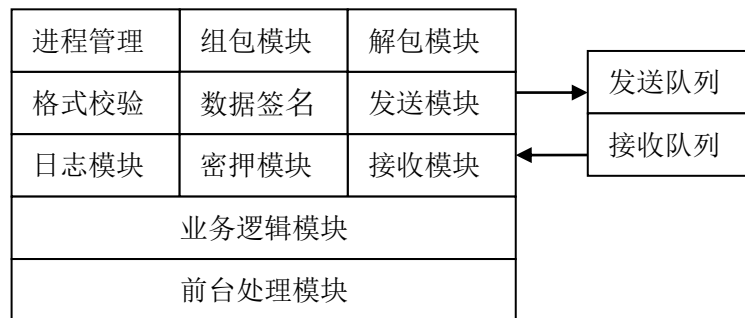 进程管理 组包模块 解包模块
格式校验 数据签名 发送模块 发送队列
日志模块 密押模块 接收模块 接收队列
业务逻辑模块
前台处理模块